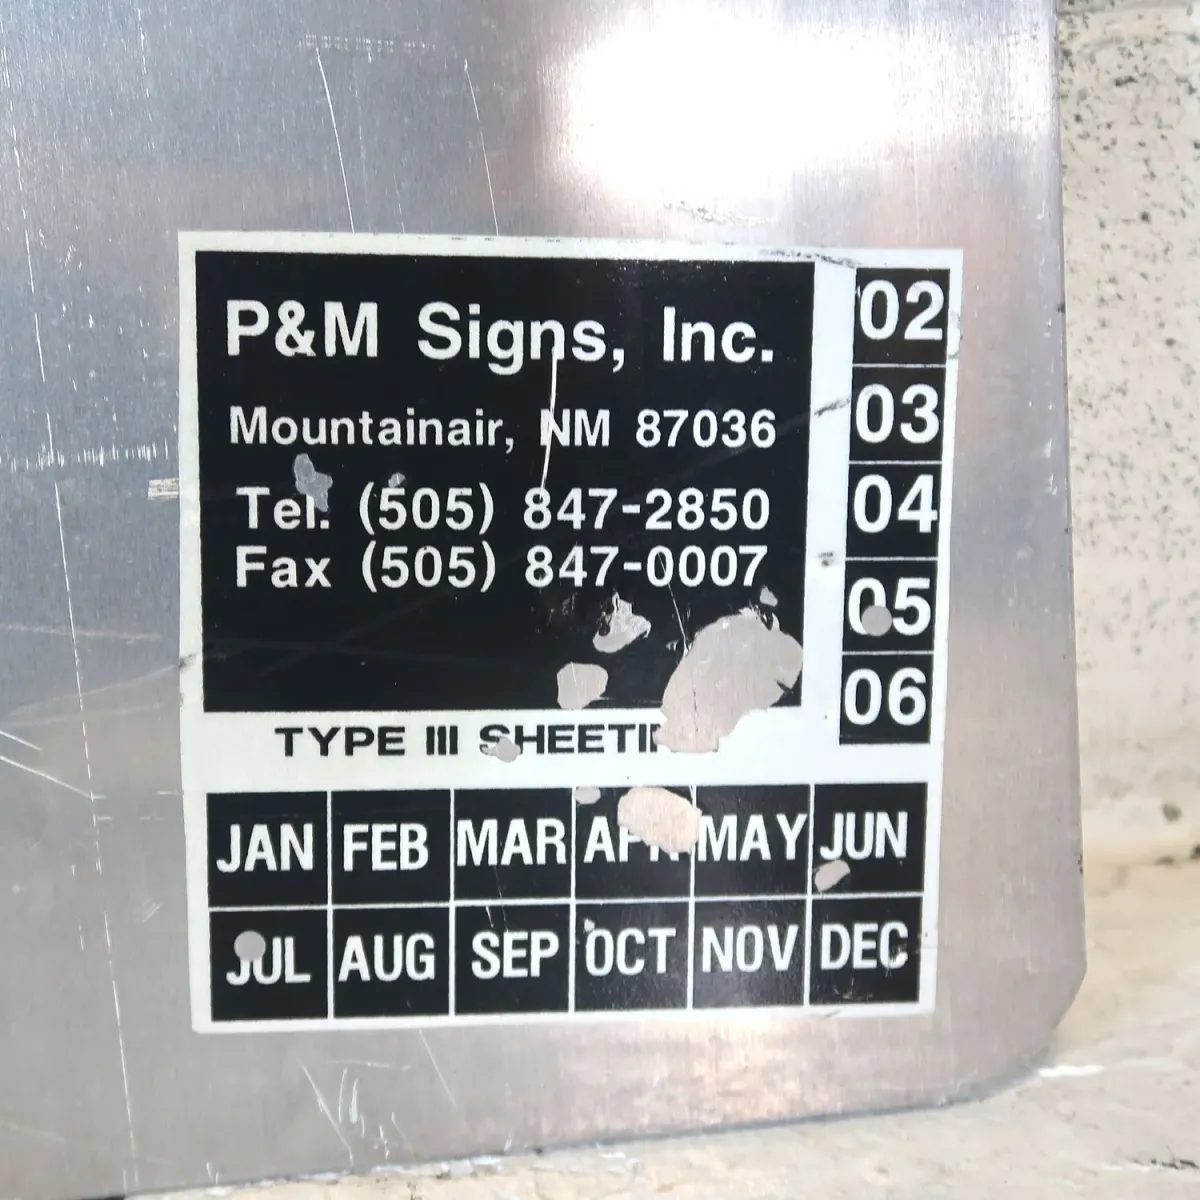 P&M Signs, Inc.
Mountainair, NM 87036
Tel. (505) 847-2850
Fax (505) 847-0007
02
03
04
05
06
TYPE III
JAN FEB MAR APR MAY JUN
JUL AUG SEP OCT NOV DEC